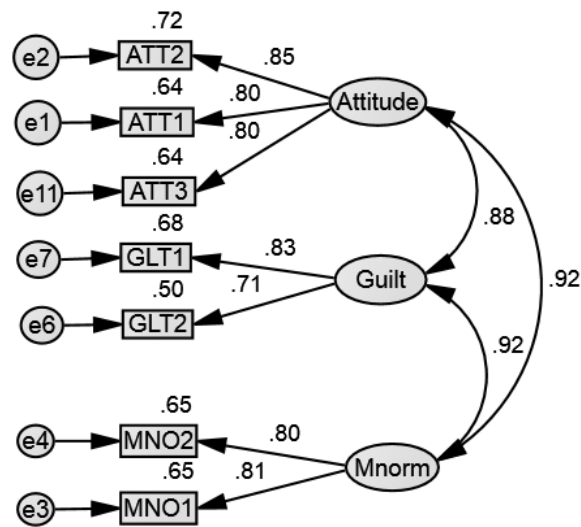 .72
e2 ATT2 .85
.64
e1 ATT1 .80 Attitude
.80
.64
e11 ATT3
.68 .88
e7 GLT1 .83
.50 .71 Guilt .92
e6 GLT2
.92
.65
e4 MNO2 .80
.65 Mnorm
.81
e3 MNO1